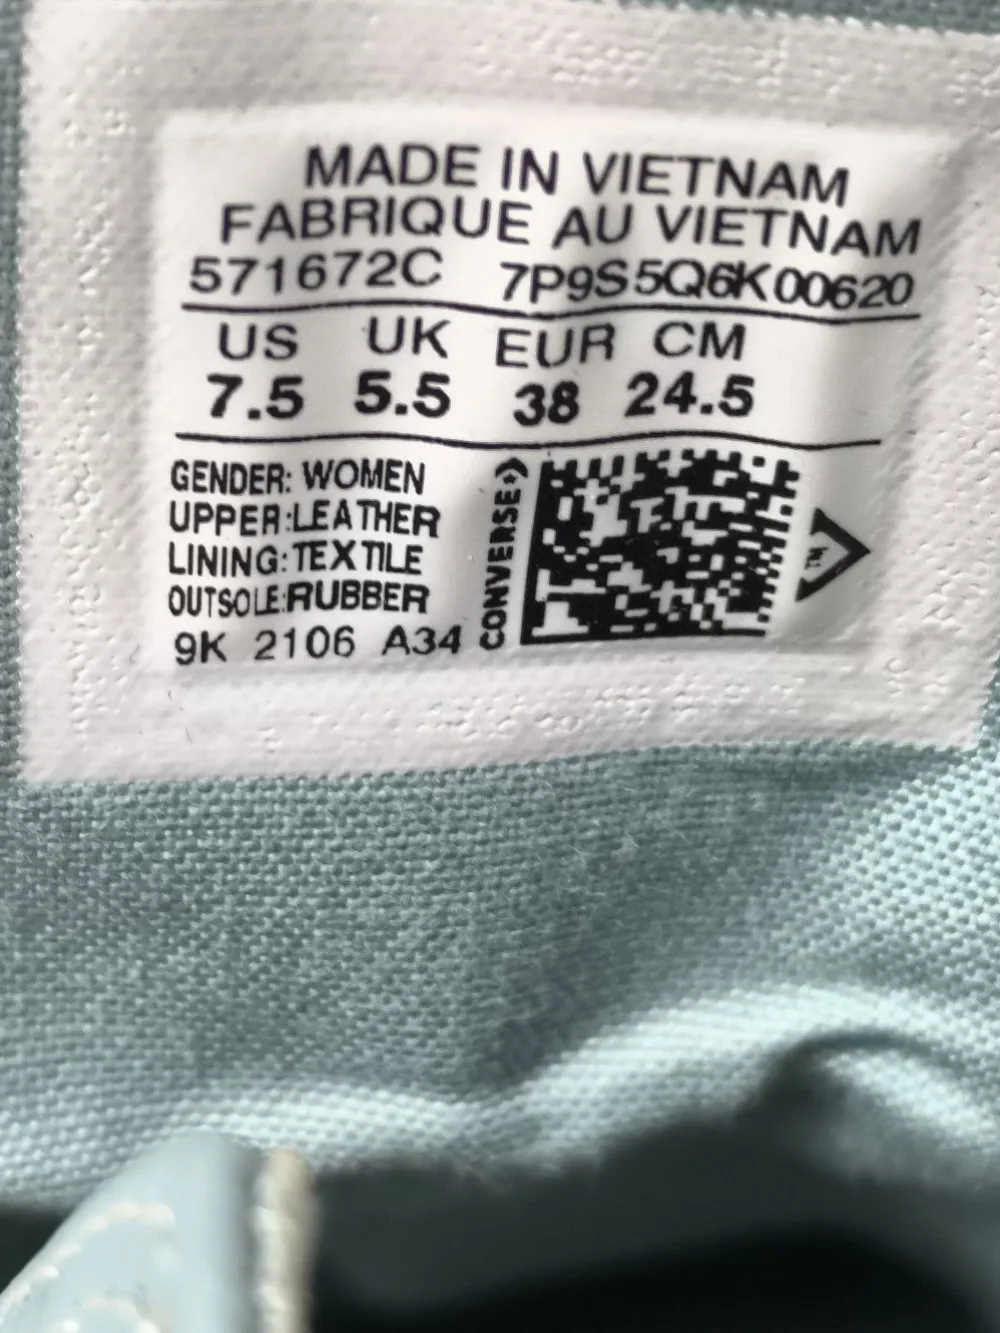 MADE IN VIETNAM
FABRIQUE AU VIETNAM
571672C 7P9S5Q6K00620
US UK EUR CM
7.5 5.5 38 24.5
GENDER: WOMEN
UPPER:LEATHER
LINING:TEXTILE
OUTSOLE:RUBBER
9K 2106 A34
CONVERSE